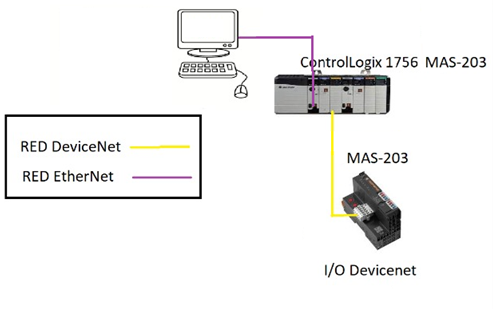 ControlLogix 1756 MAS-203
RED DeviceNet
RED EtherNet
MAS-203
I/O Devicenet